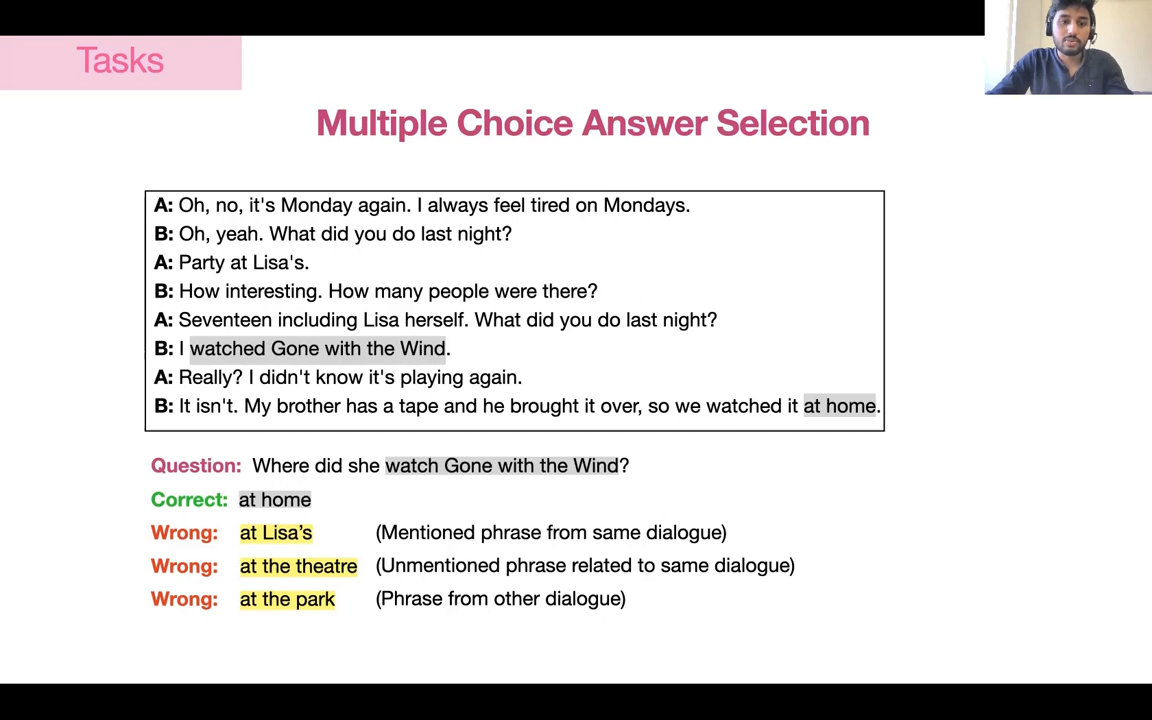 Tasks
Multiple Choice Answer Selection
A: Oh, no, it's Monday again. I always feel tired on Mondays.
B: Oh, yeah. What did you do last night?
A: Party at Lisa's.
B: How interesting. How many people were there?
A: Seventeen including Lisa herself. What did you do last night?
B: I watched Gone with the Wind.
A: Really? I didn't know it's playing again.
B: It isn't. My brother has a tape and he brought it over, so we watched it at home.
Question: Where did she watch Gone with the Wind?
Correct: at home
Wrong: at Lisa’s (Mentioned phrase from same dialogue)
Wrong: at the theatre (Unmentioned phrase related to same dialogue)
Wrong: at the park (Phrase from other dialogue)